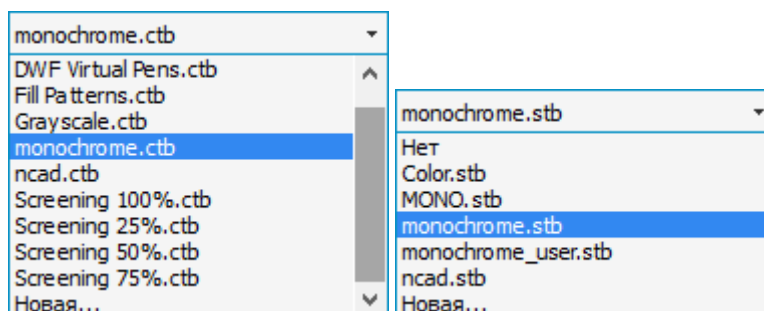 monochrome.ctb
DWF Virtual Pens.ctb
Fill Patterns.ctb
Grayscale.ctb
monochrome.ctb
ncad.ctb
Screening 100%.ctb
Screening 25%.ctb
Screening 50%.ctb
Screening 75%.ctb
Новая...
monochrome.stb
Нет
Color.stb
MONO.stb
monochrome.stb
monochrome_user.stb
ncad.stb
Новая...